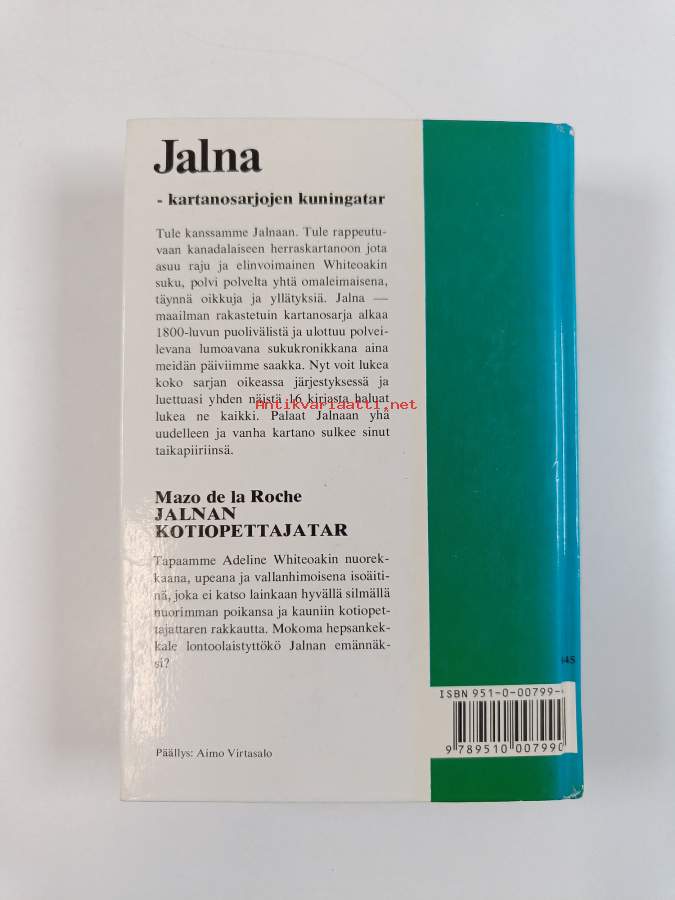 Jalna
- kartanosarjojen kuningatar
Tule kanssamme Jalnaan. Tule rappeutu-
vaan kanadalaiseen herraskartanoon jota
asuu raju ja elinvoimainen Whiteoakin
suku, polvi polvelta yhtä omaleimaisena,
täynnä oikkuja ja yllätyksiä. Jalna —
maailman rakastetuin kartanosarja alkaa
1800-luvun puolivälistä ja ulottuu polvei-
levana lumoavana sukukronikkana aina
meidän päiviimme saakka. Nyt voit lukea
koko sarjan oikeassa järjestyksessä ja
luettuasi yhden näistä 16 kirjasta haluat
Antikvariaatti.net
lukea ne kaikki. Palaat Jalnaan yhä
uudelleen ja vanha kartano sulkee sinut
taikapiiriinsä.
Mazo de la Roche
JALNAN
KOTIOPETTAJATAR
Tapaamme Adeline Whiteoakin nuorek-
kaana, upeana ja vallanhimoisena isoäiti-
nä, joka ei katso lainkaan hyvällä silmällä
nuorimman poikansa ja kauniin kotiopet-
tajattaren rakkautta. Mokoma hepsankek-
kale lontoolaistyttökö Jalnan emännäk-
si?
ISBN 951-0-00799-
9 789510 007990
Päällys: Aimo Virtasalo